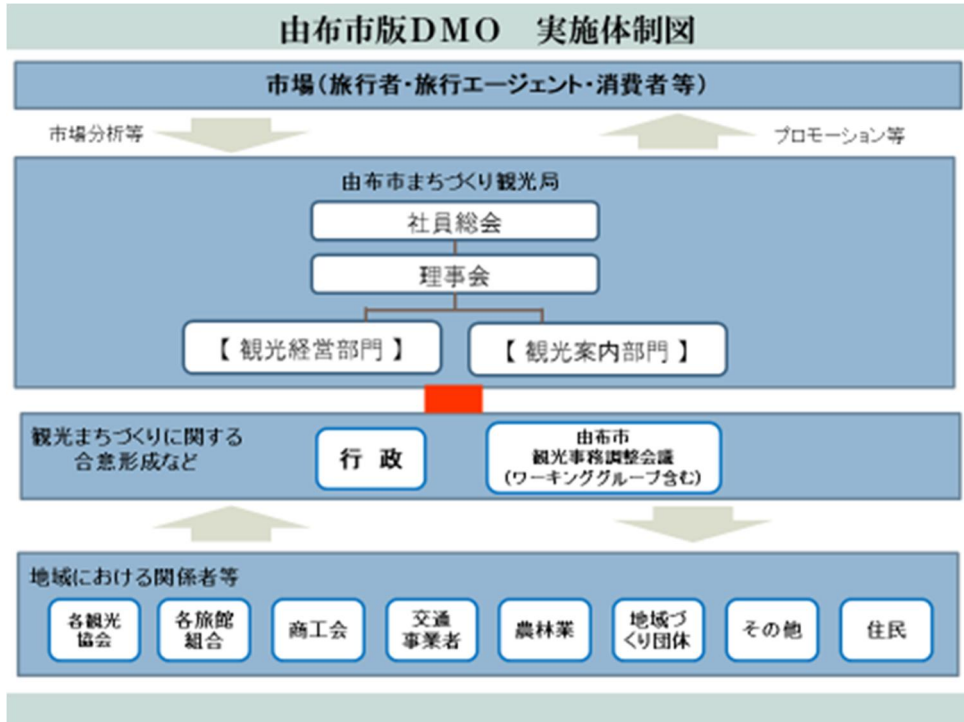 由布市版DMO　実施体制図
市場（旅行者・旅行エージェント・消費者等）
市場分析等
プロモーション等
由布市まちづくり観光局
社員総会
理事会
【 観光経営部門 】
【 観光案内部門 】
観光まちづくりに関する
合意形成など
行 政
由布市
観光事務調整会議
（ワーキンググループ含む）
地域における関係者等
各観光
協会
各旅館
組合
商工会
交通
事業者
農林業
地域づ
くり団体
その他
住民